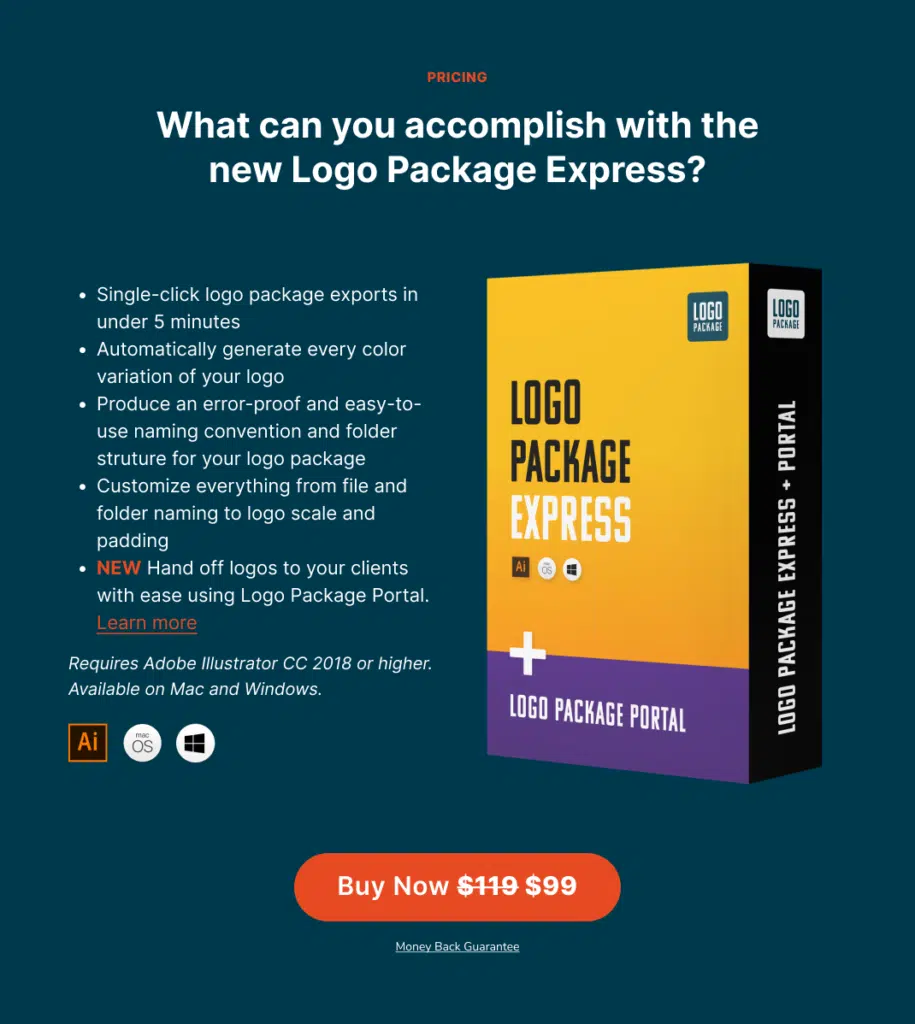 PRICING
What can you accomplish with the
new Logo Package Express?
Single-click logo package exports in
under 5 minutes
Automatically generate every color
variation of your logo
Produce an error-proof and easy-to-
use naming convention and folder
struture for your logo package
Customize everything from file and
folder naming to logo scale and
padding
NEW Hand off logos to your clients
with ease using Logo Package Portal.
Learn more
Requires Adobe Illustrator CC 2018 or higher.
Available on Mac and Windows.
Ai
mac
OS
LOGO
PACKAGE
LOGO
PACKAGE
EXPRESS
Ai
mac
OS
+
LOGO PACKAGE PORTAL
LOGO
PACKAGE
LOGO PACKAGE EXPRESS + PORTAL
Buy Now $119 $99
Money Back Guarantee